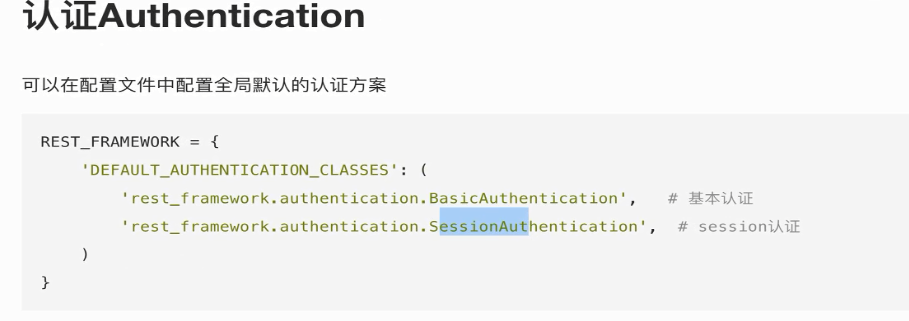 认证Authentication
可以在配置文件中配置全局默认的认证方案
REST_FRAMEWORK = {
    'DEFAULT_AUTHENTICATION_CLASSES': (
        'rest_framework.authentication.BasicAuthentication',   # 基本认证
        'rest_framework.authentication.SessionAuthentication',  # session认证
    )
}